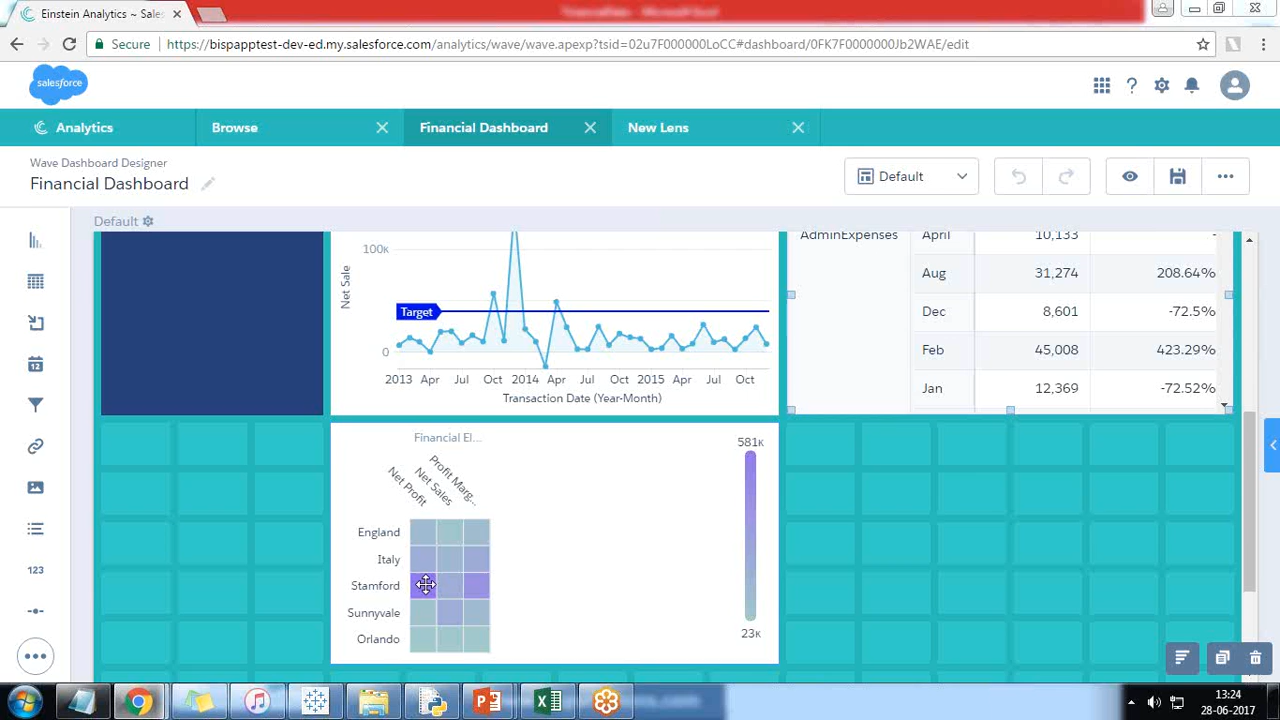 Einstein Analytics ~ Sales
Secure
https://bispapptest-dev-ed.my.salesforce.com/analytics/wave/wave.apexp?tsid=02u7F000000LoCC#dashboard/0FK7F0000000Jb2WAE/edit
salesforce
Analytics
Browse
Financial Dashboard
New Lens
Wave Dashboard Designer
Financial Dashboard
Default
Default
100K
0
Net Sale
Target
2013 Apr Jul Oct 2014 Apr Jul Oct 2015 Apr Jul Oct
Transaction Date (Year-Month)
AdminExpenses April 10,133 -
Aug 31,274 208.64%
Dec 8,601 -72.5%
Feb 45,008 423.29%
Jan 12,369 -72.52%
Financial El...
Net Profit
Net Sales
Profit Marg...
England
Italy
Stamford
Sunnyvale
Orlando
581K
23K
12
123
13:24
28-06-2017